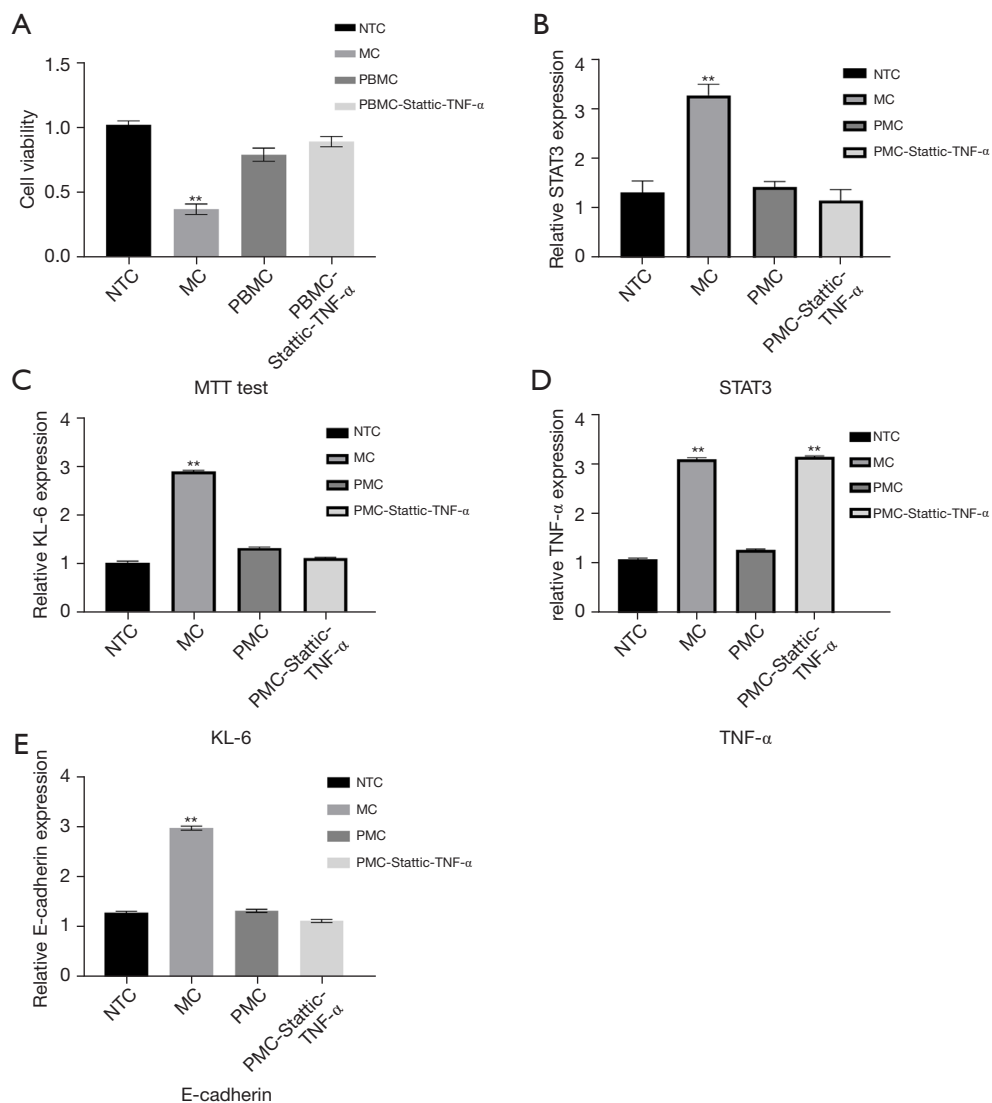 A
NTC
MC
PBMC
PBMC-Stattic-TNF-α
Cell viability
1.5
1.0
0.5
0.0
**
NTC
MC
PBMC
PBMC-
Stattic-TNF-α
MTT test
B
NTC
MC
PMC
PMC-Stattic-TNF-α
Relative STAT3 expression
4
3
2
1
0
**
NTC
MC
PMC
PMC-Stattic-
TNF-α
STAT3
C
NTC
MC
PMC
PMC-Stattic-TNF-α
Relative KL-6 expression
4
3
2
1
0
**
NTC
MC
PMC
PMC-Stattic-
TNF-α
KL-6
D
NTC
MC
PMC
PMC-Stattic-TNF-α
relative TNF-α expression
4
3
2
1
0
**
**
NTC
MC
PMC
PMC-Stattic-
TNF-α
TNF-α
E
NTC
MC
PMC
PMC-Stattic-TNF-α
Relative E-cadherin expression
4
3
2
1
0
**
NTC
MC
PMC
PMC-Stattic-
TNF-α
E-cadherin